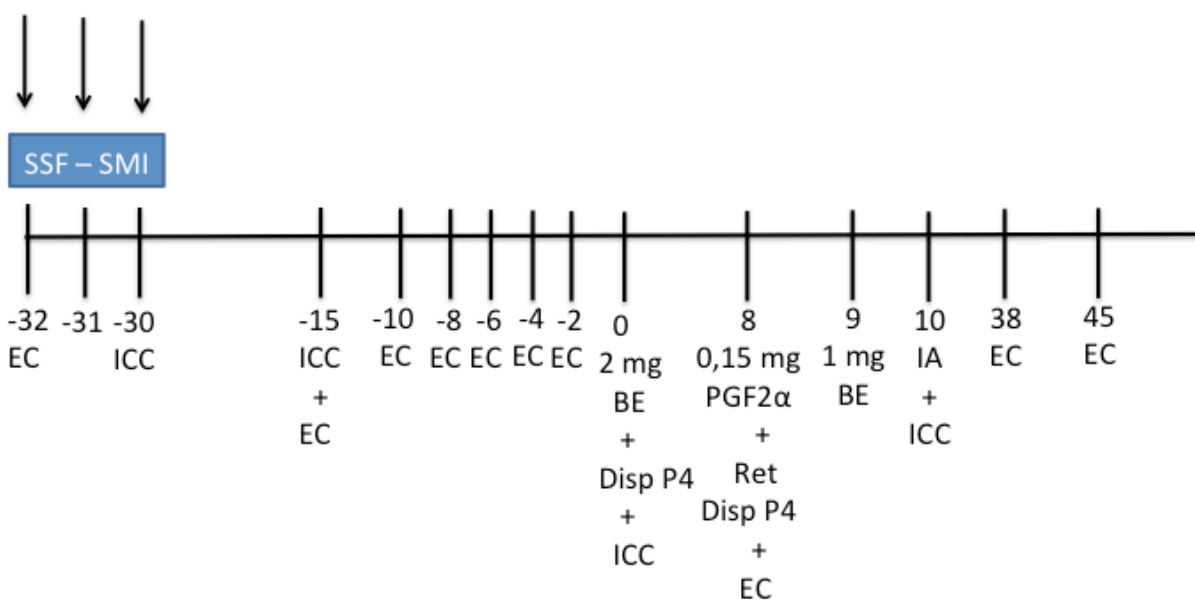 SSF – SMI
-32 -31 -30 -15 -10 -8 -6 -4 -2 0 8 9 10 38 45
EC ICC ICC EC EC EC EC EC 2 mg 0,15 mg 1 mg IA EC EC
+ BE PGF2α BE +
EC + + ICC
Disp P4 Ret
+ Disp P4
ICC +
EC